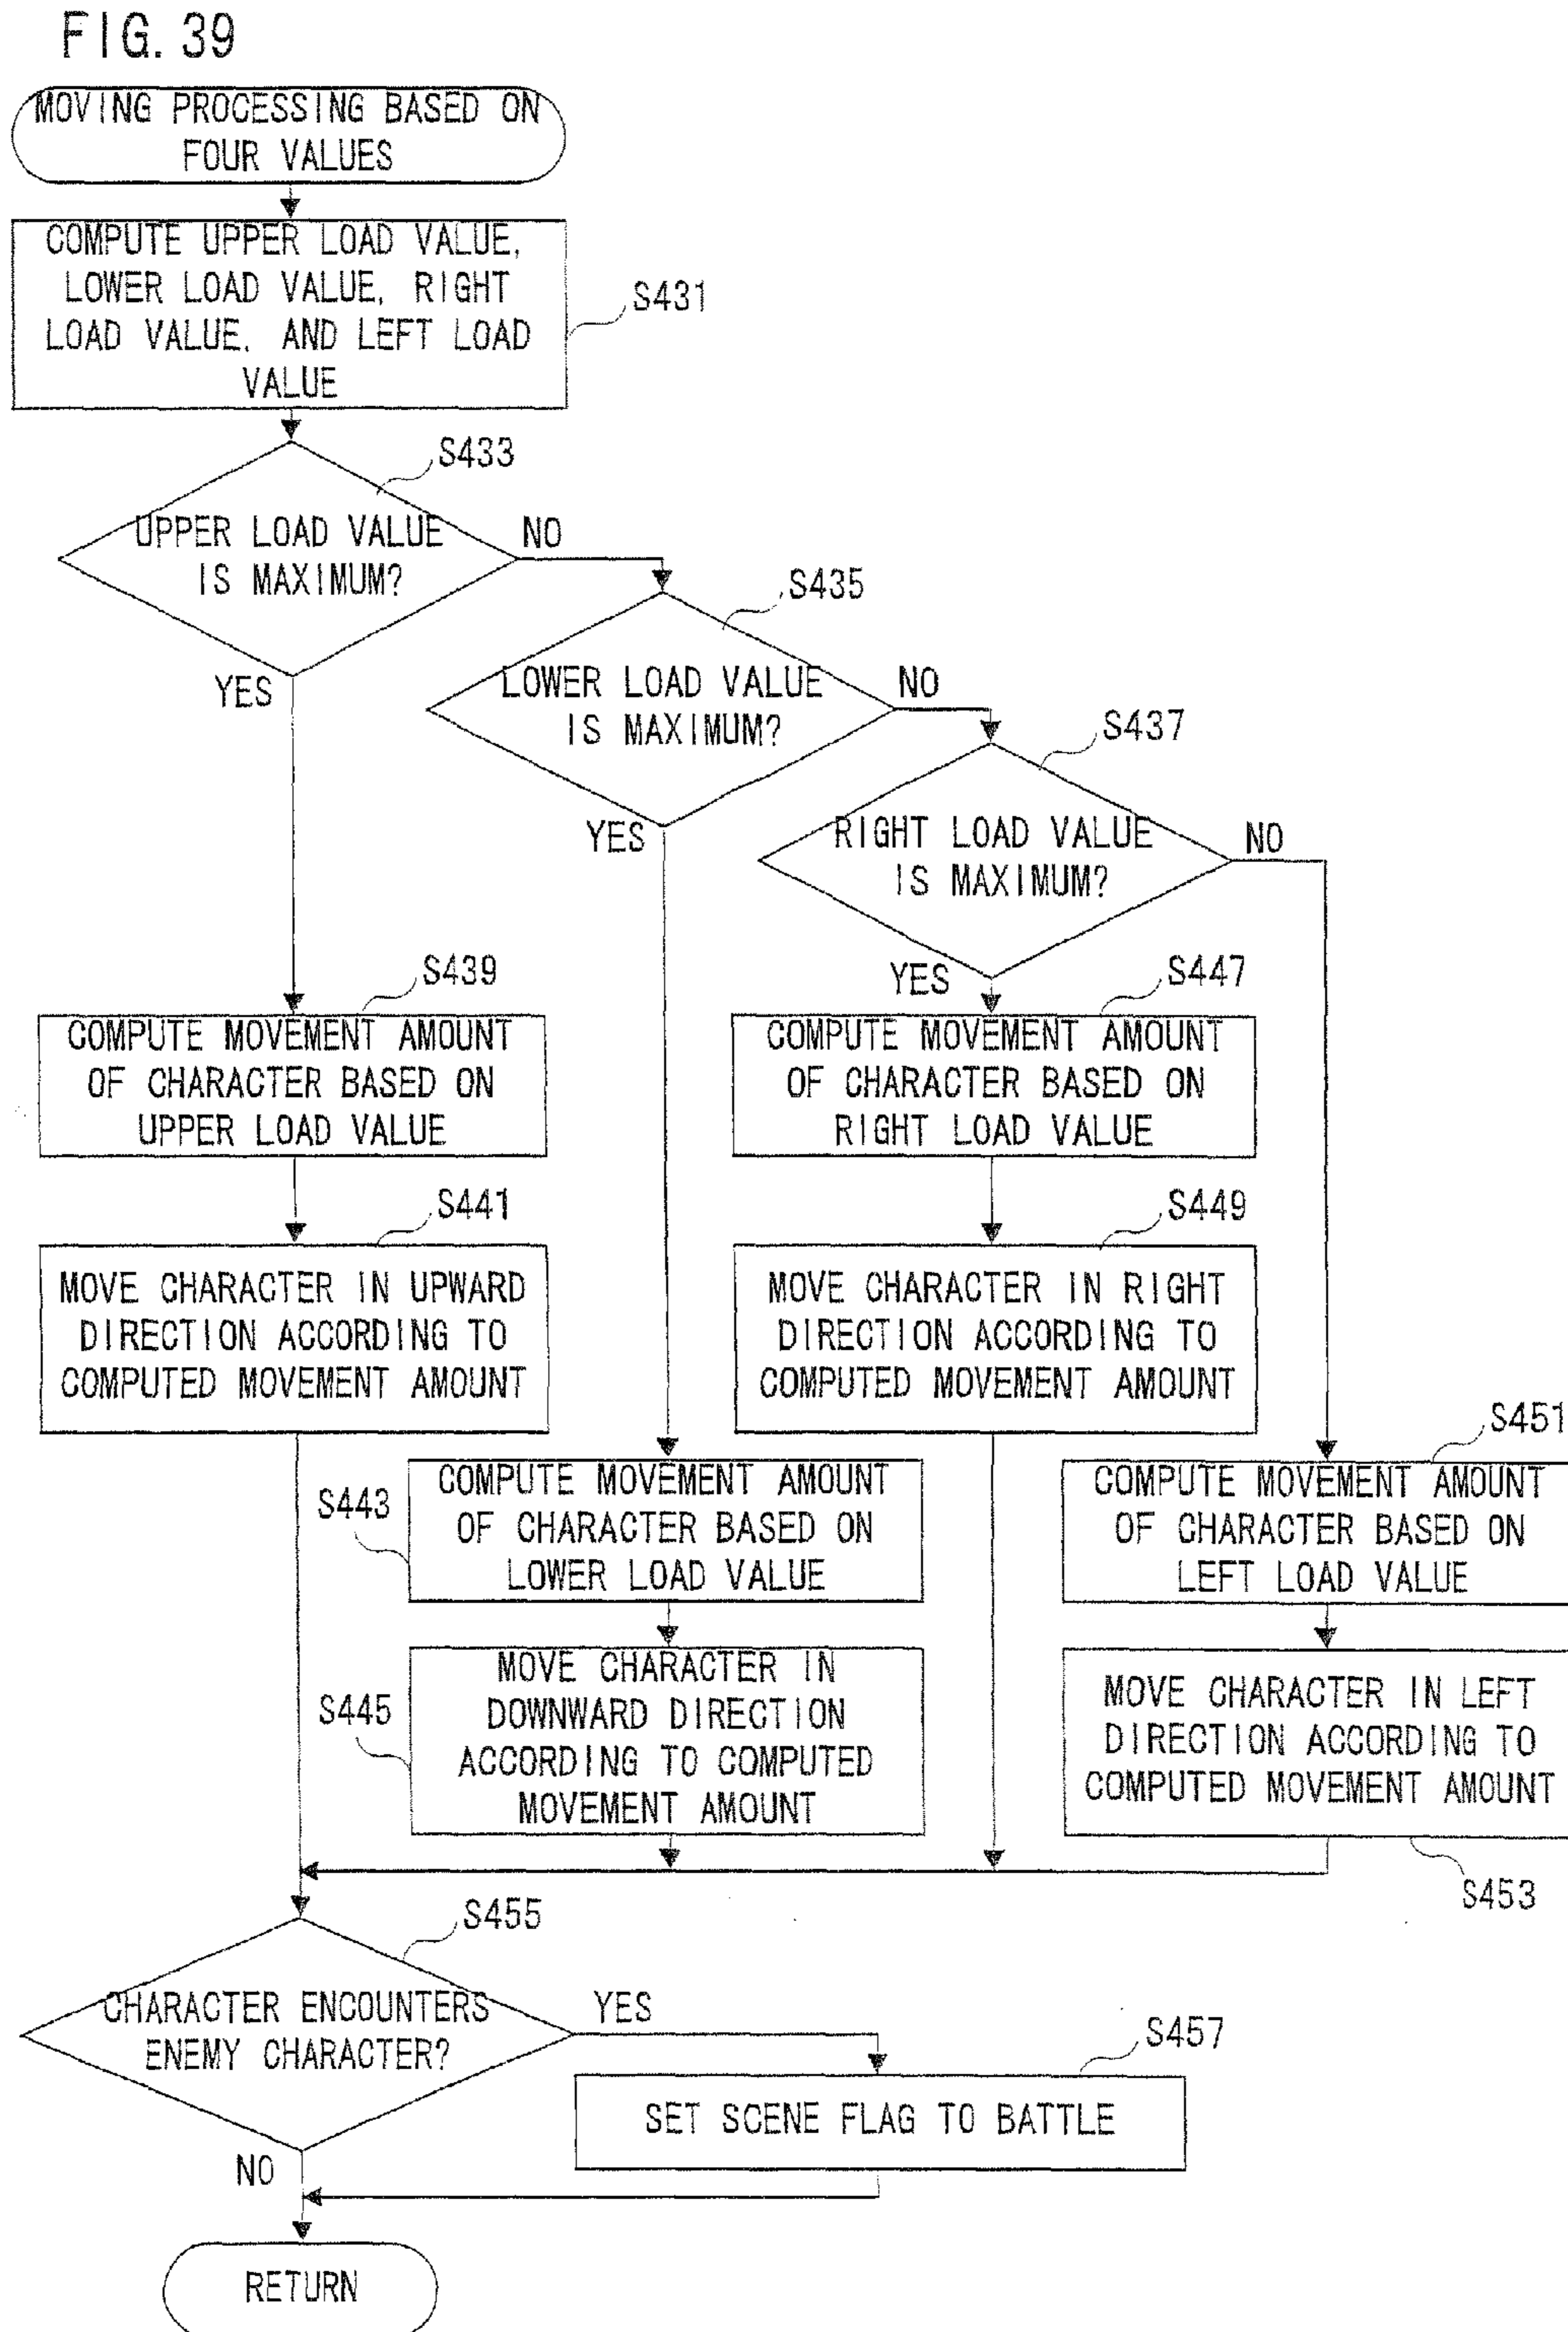 FIG. 39
MOVING PROCESSING BASED ON
FOUR VALUES
COMPUTE UPPER LOAD VALUE,
LOWER LOAD VALUE, RIGHT
LOAD VALUE, AND LEFT LOAD
VALUE
S431
S433
UPPER LOAD VALUE
IS MAXIMUM?
NO
YES
S435
LOWER LOAD VALUE
IS MAXIMUM?
NO
YES
S437
RIGHT LOAD VALUE
IS MAXIMUM?
NO
YES
S439
COMPUTE MOVEMENT AMOUNT
OF CHARACTER BASED ON
UPPER LOAD VALUE
S447
COMPUTE MOVEMENT AMOUNT
OF CHARACTER BASED ON
RIGHT LOAD VALUE
S441
MOVE CHARACTER IN UPWARD
DIRECTION ACCORDING TO
COMPUTED MOVEMENT AMOUNT
S449
MOVE CHARACTER IN RIGHT
DIRECTION ACCORDING TO
COMPUTED MOVEMENT AMOUNT
S443
COMPUTE MOVEMENT AMOUNT
OF CHARACTER BASED ON
LOWER LOAD VALUE
S451
COMPUTE MOVEMENT AMOUNT
OF CHARACTER BASED ON
LEFT LOAD VALUE
S445
MOVE CHARACTER IN
DOWNWARD DIRECTION
ACCORDING TO COMPUTED
MOVEMENT AMOUNT
MOVE CHARACTER IN LEFT
DIRECTION ACCORDING TO
COMPUTED MOVEMENT AMOUNT
S453
S455
CHARACTER ENCOUNTERS
ENEMY CHARACTER?
YES
NO
S457
SET SCENE FLAG TO BATTLE
RETURN